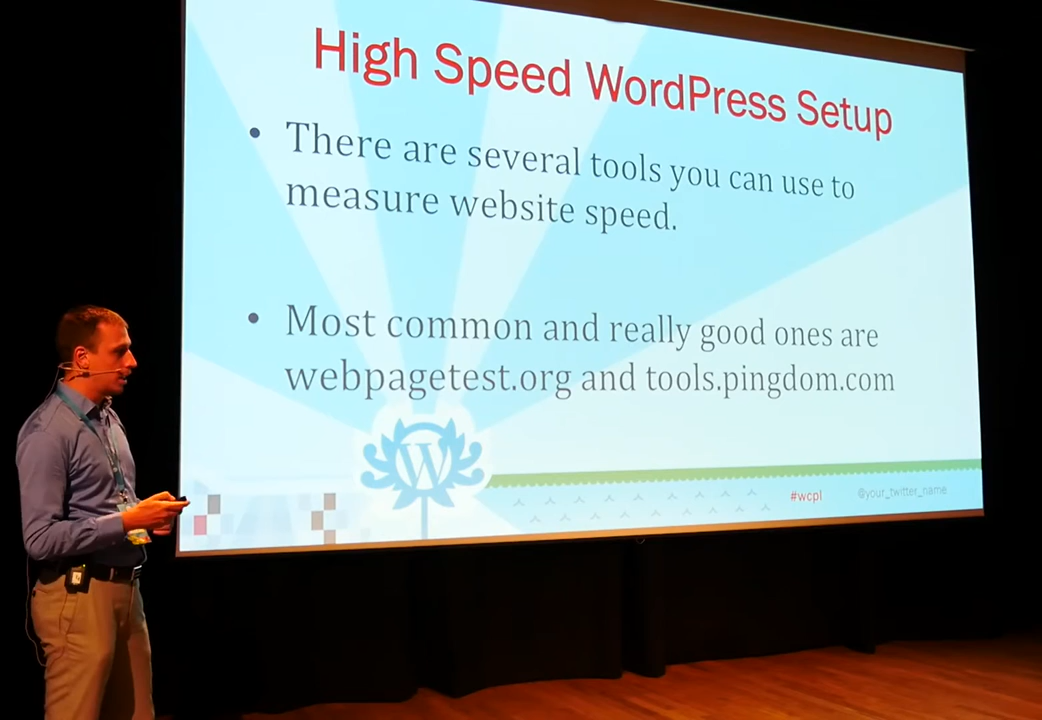 High Speed WordPress Setup
• There are several tools you can use to
measure website speed.
• Most common and really good ones are
webpagetest.org and tools.pingdom.com
W
#wcpl
@your_twitter_name